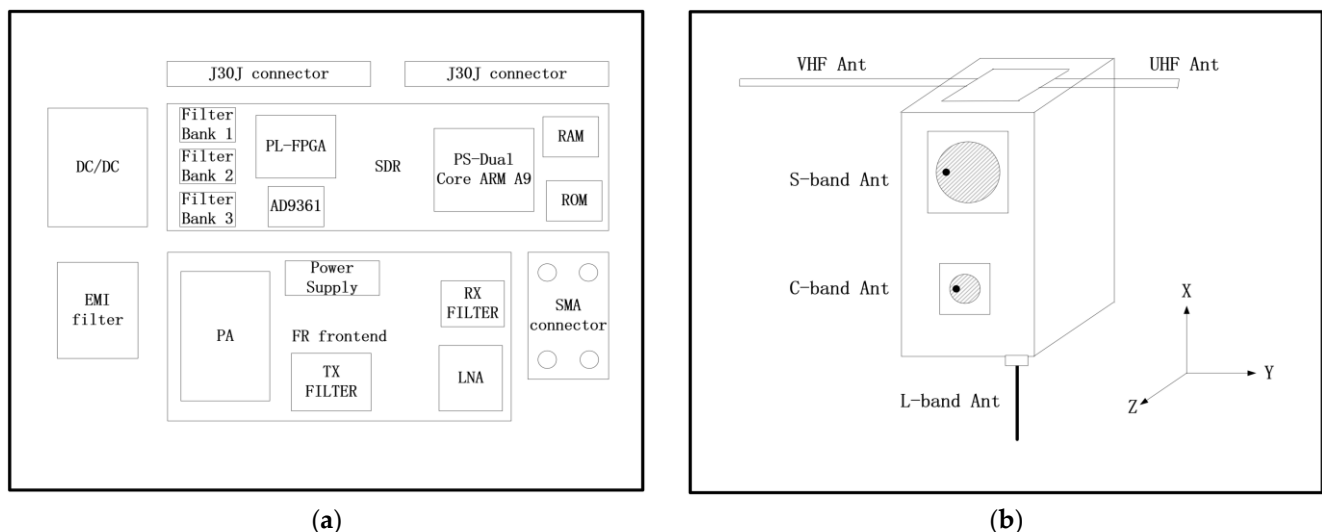 J30J connector
J30J connector
DC/DC
Filter
Bank 1
Filter
Bank 2
Filter
Bank 3
PL-FPGA
AD9361
SDR
PS-Dual
Core ARM A9
RAM
ROM
EMI
filter
PA
Power
Supply
FR frontend
TX
FILTER
RX
FILTER
LNA
SMA
connector
(a)
VHF Ant
UHF Ant
S-band Ant
C-band Ant
L-band Ant
X
Y
Z
(b)